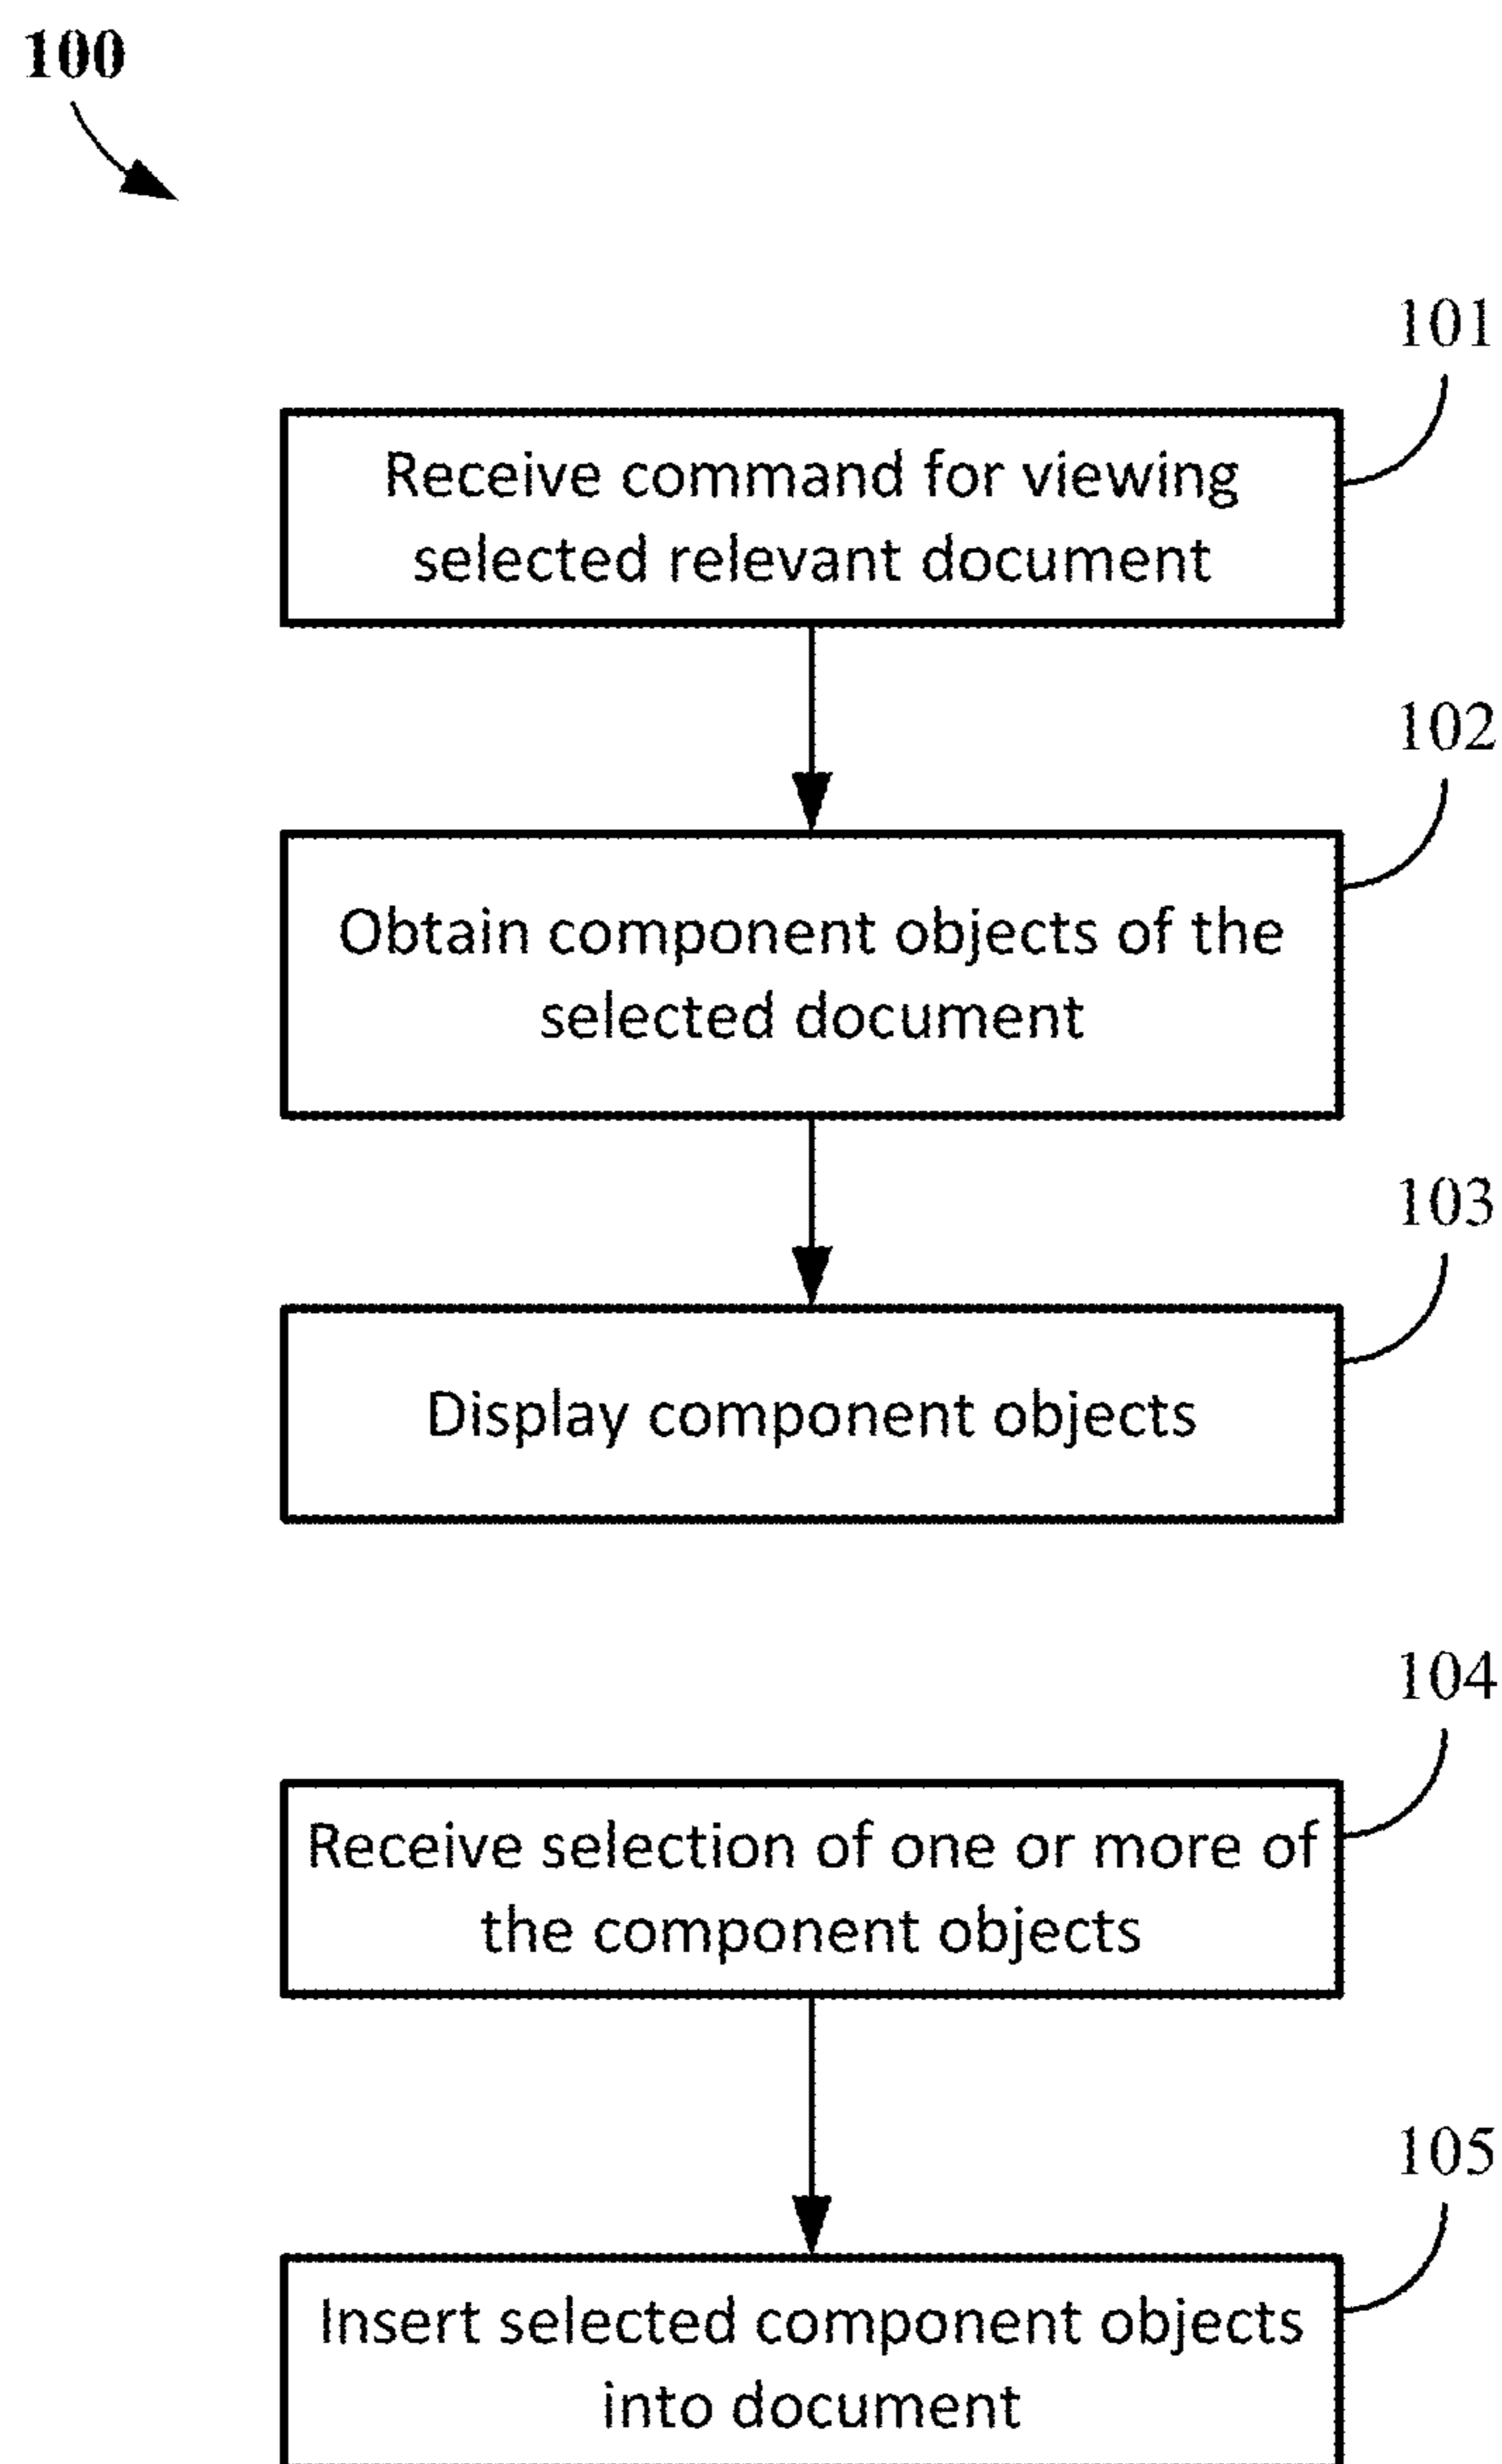 100
101
Receive command for viewing
selected relevant document
102
Obtain component objects of the
selected document
103
Display component objects
104
Receive selection of one or more of
the component objects
105
Insert selected component objects
into document